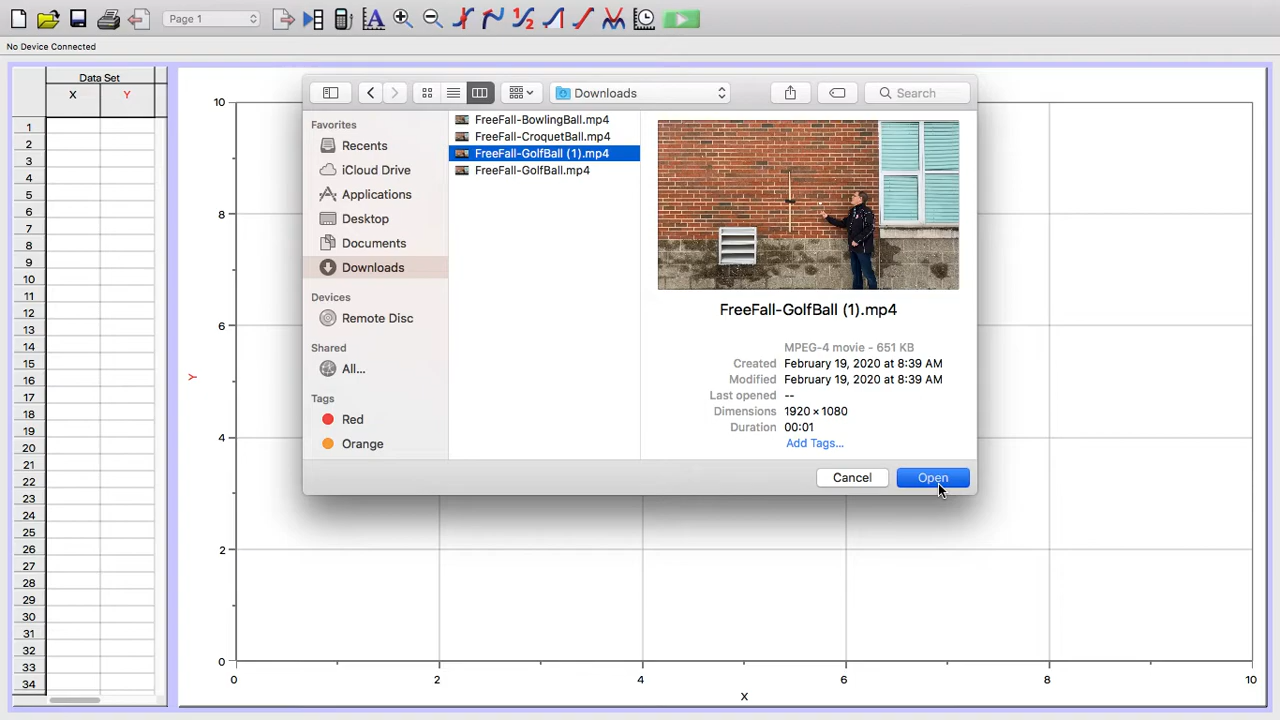 Page 1
No Device Connected
Data Set
X
Y
1
2
3
4
5
6
7
8
9
10
11
12
13
14
15
16
17
18
19
20
21
22
23
24
25
26
27
28
29
30
31
32
33
34
Downloads
Search
Favorites
Recents
iCloud Drive
Applications
Desktop
Documents
Downloads
Devices
Remote Disc
Shared
All...
Tags
Red
Orange
FreeFall-BowlingBall.mp4
FreeFall-CroquetBall.mp4
FreeFall-GolfBall (1).mp4
FreeFall-GolfBall.mp4
FreeFall-GolfBall (1).mp4
MPEG-4 movie - 651 KB
Created February 19, 2020 at 8:39 AM
Modified February 19, 2020 at 8:39 AM
Last opened --
Dimensions 1920 × 1080
Duration 00:01
Add Tags...
Cancel
Open
10
8
6
4
2
0
Y
0
2
4
6
8
10
X